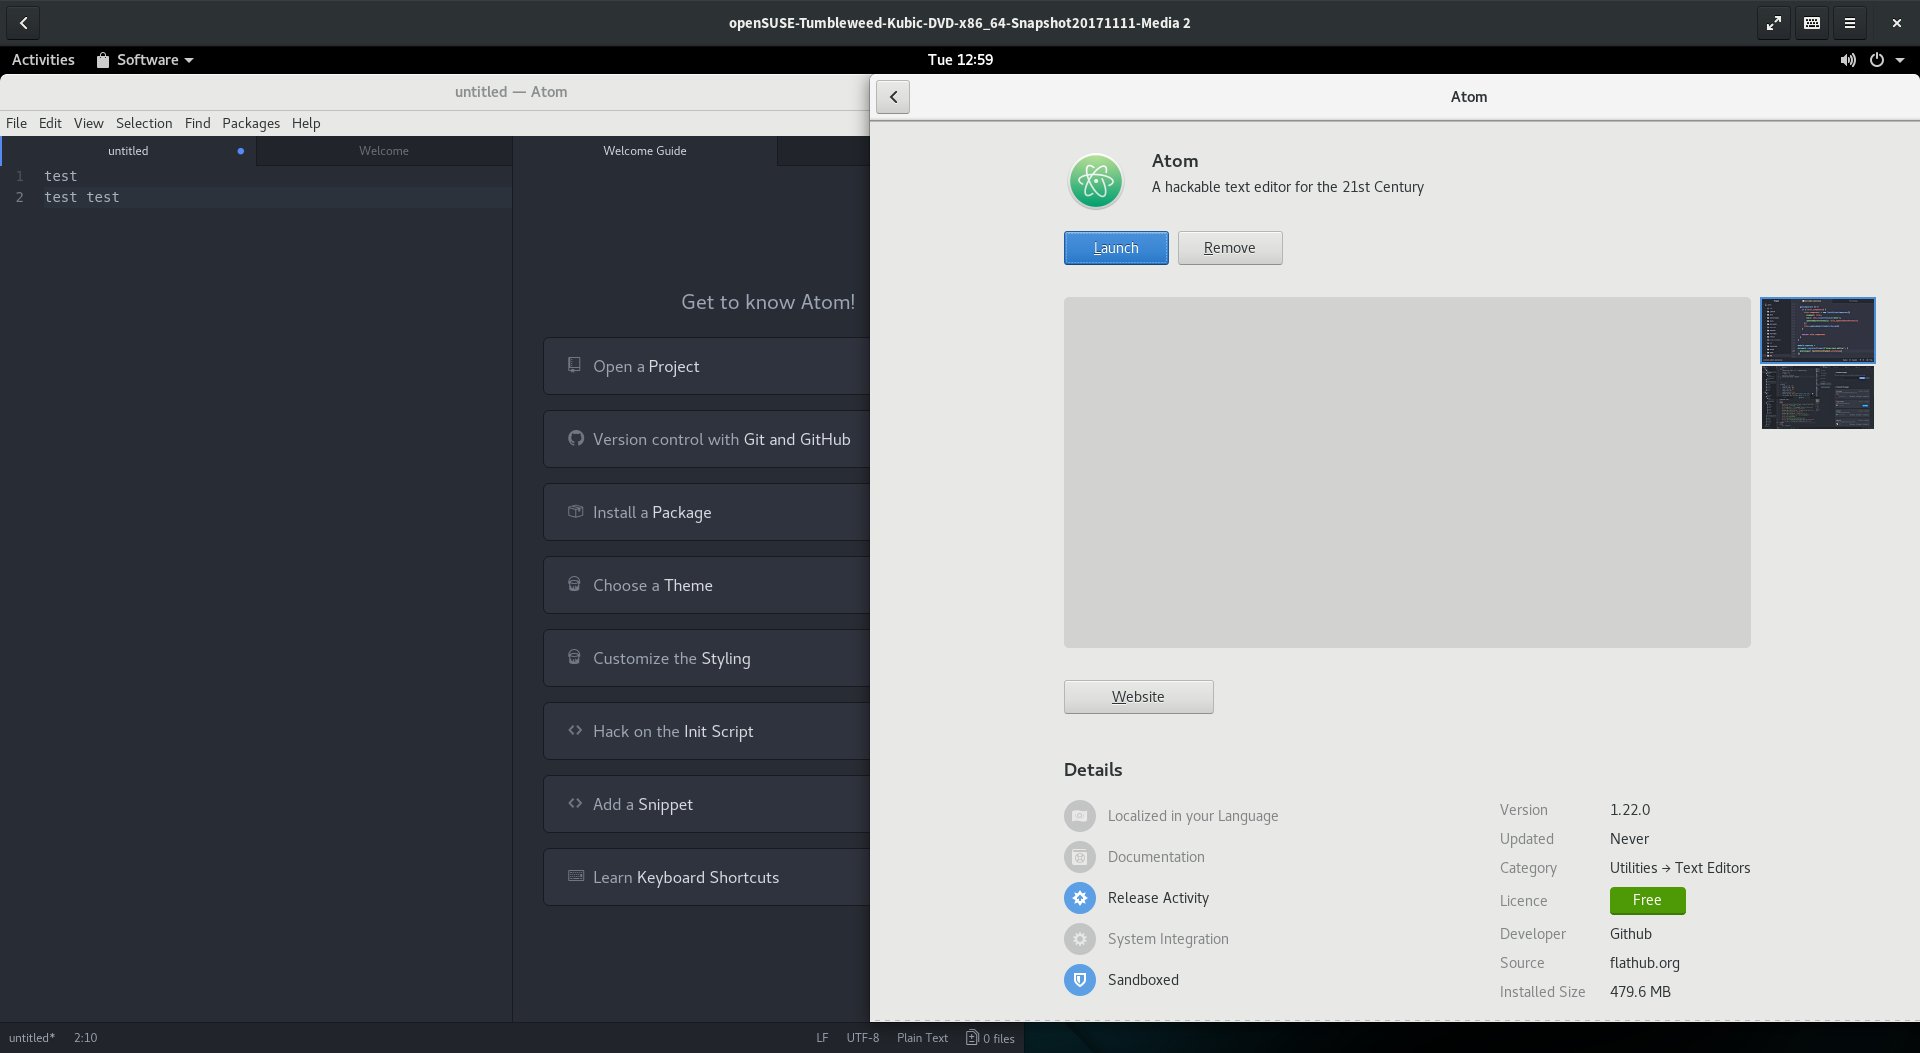 openSUSE-Tumbleweed-Kubic-DVD-x86_64-Snapshot20171111-Media 2
Activities Software Tue 12:59
untitled — Atom
File Edit View Selection Find Packages Help
untitled Welcome Welcome Guide
1 test
2 test test
Get to know Atom!
Open a Project
Version control with Git and GitHub
Install a Package
Choose a Theme
Customize the Styling
Hack on the Init Script
Add a Snippet
Learn Keyboard Shortcuts
untitled* 2:10 LF UTF-8 Plain Text 0 files
Atom
Atom
A hackable text editor for the 21st Century
Launch Remove
Website
Details
Localized in your Language
Documentation
Release Activity
System Integration
Sandboxed
Version 1.22.0
Updated Never
Category Utilities → Text Editors
Licence Free
Developer Github
Source flathub.org
Installed Size 479.6 MB